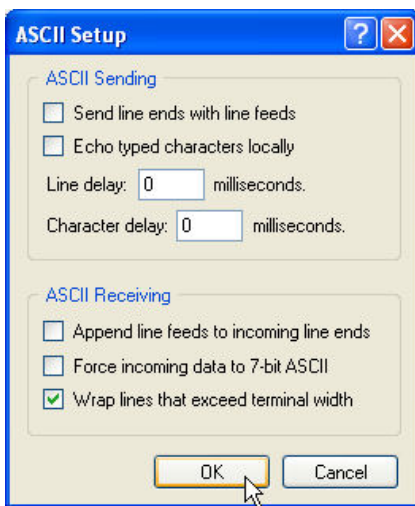 ASCII Setup
ASCII Sending
Send line ends with line feeds
Echo typed characters locally
Line delay: 0 milliseconds.
Character delay: 0 milliseconds.
ASCII Receiving
Append line feeds to incoming line ends
Force incoming data to 7-bit ASCII
Wrap lines that exceed terminal width
OK Cancel